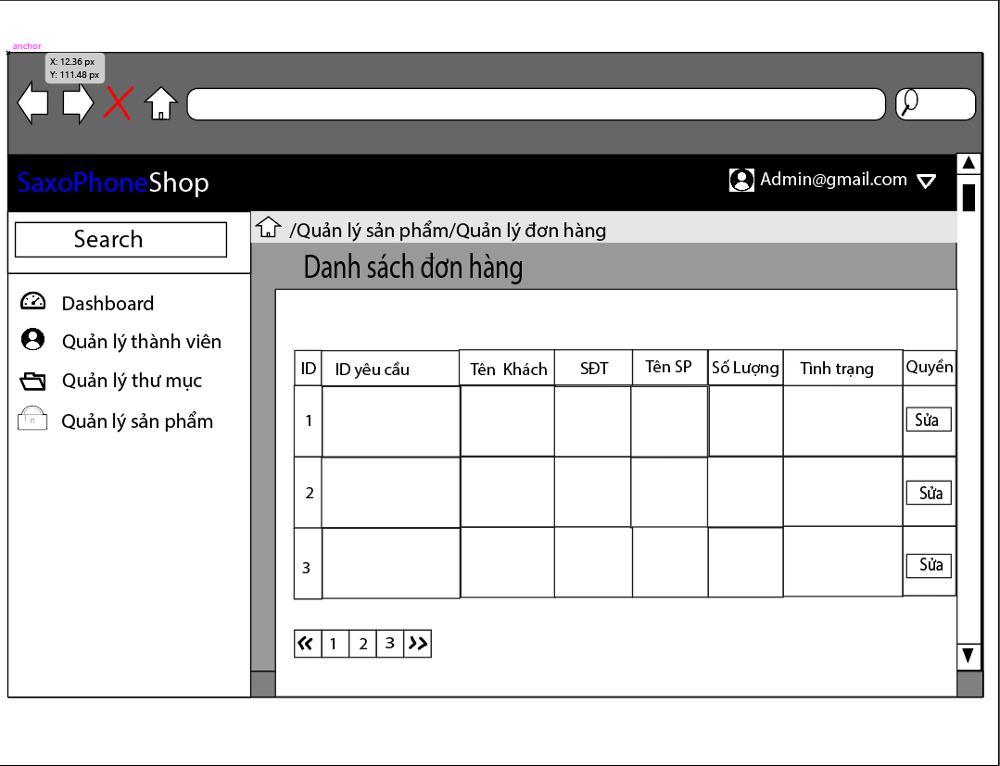 anchor
X: 12.36 px
Y: 111.48 px
SaxoPhoneShop
Admin@gmail.com
Search
/Quản lý sản phẩm/Quản lý đơn hàng
Danh sách đơn hàng
Dashboard
Quản lý thành viên
Quản lý thư mục
Quản lý sản phẩm
ID ID yêu cầu Tên Khách SĐT Tên SP Số Lượng Tình trạng Quyền
1 Sửa
2 Sửa
3 Sửa
« 1 2 3 »